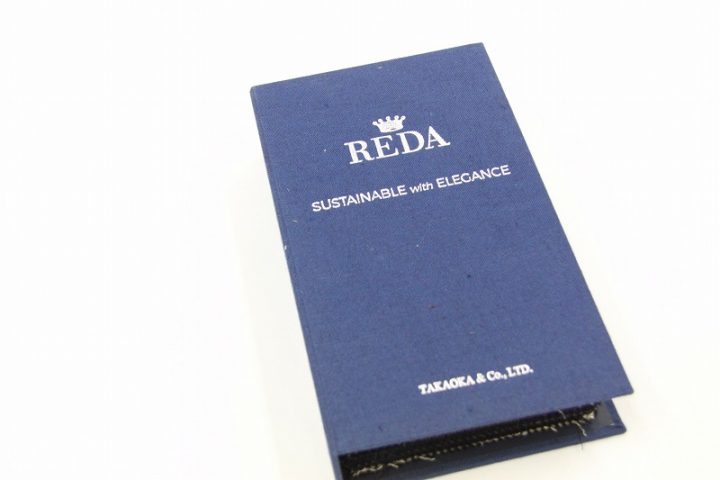 REDA
SUSTAINABLE with ELEGANCE
TAKAOKA & Co., LTD.